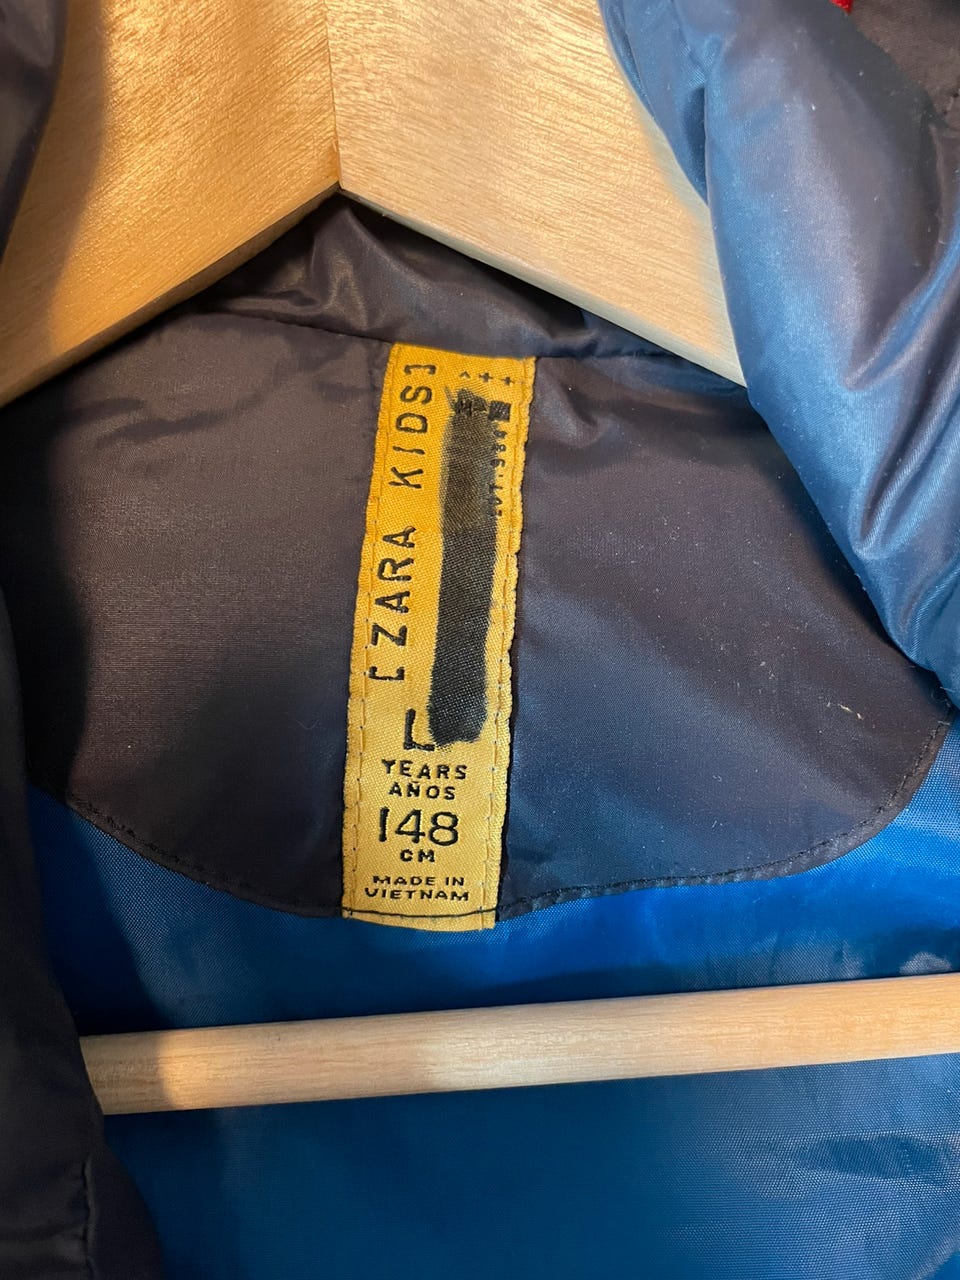 [ZARA KIDS]
L
YEARS
AÑOS
148
CM
MADE IN
VIETNAM